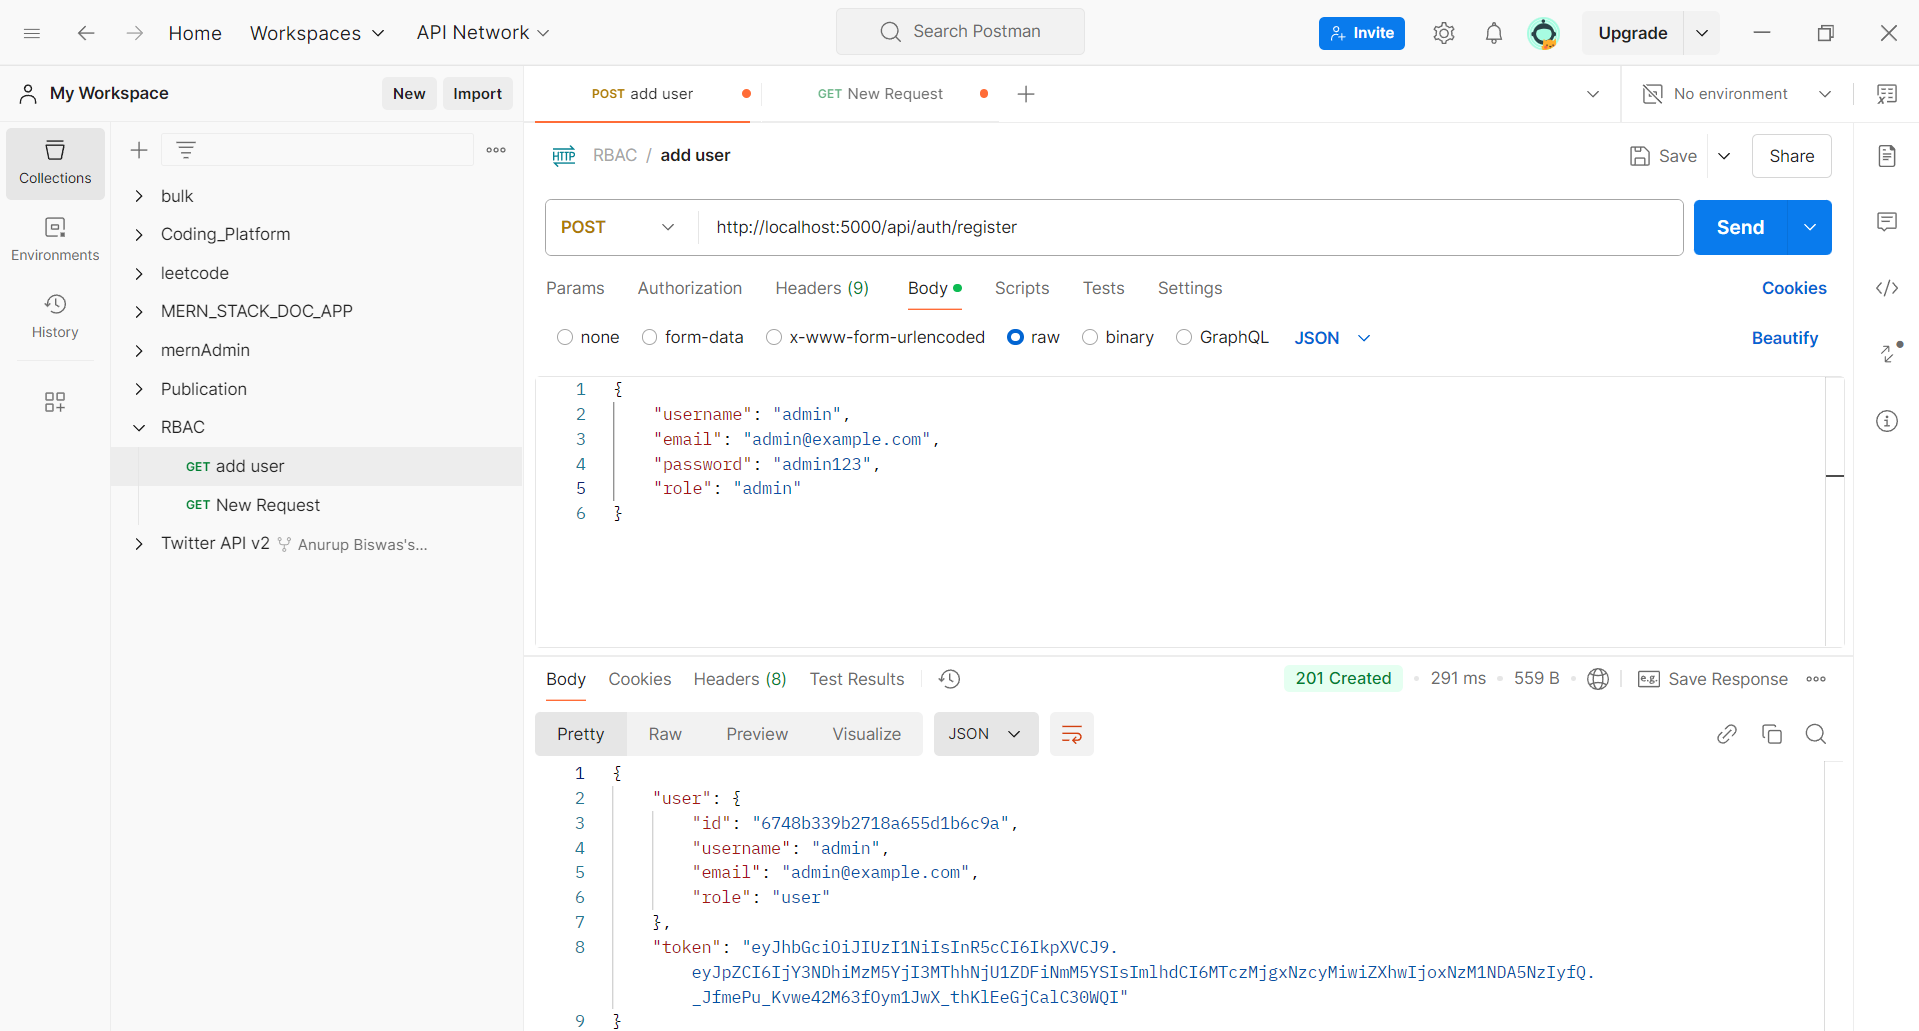 Home
Workspaces
API Network
Search Postman
Invite
Upgrade
My Workspace
New
Import
POST add user
GET New Request
No environment
Collections
Environments
History
bulk
Coding_Platform
leetcode
MERN_STACK_DOC_APP
mernAdmin
Publication
RBAC
GET add user
GET New Request
Twitter API v2 Anurup Biswas's...
HTTP RBAC / add user
Save
Share
POST
http://localhost:5000/api/auth/register
Send
Params
Authorization
Headers (9)
Body
Scripts
Tests
Settings
Cookies
none
form-data
x-www-form-urlencoded
raw
binary
GraphQL
JSON
Beautify
1 {
2 "username": "admin",
3 "email": "admin@example.com",
4 "password": "admin123",
5 "role": "admin"
6 }
Body
Cookies
Headers (8)
Test Results
201 Created
291 ms
559 B
e.g. Save Response
Pretty
Raw
Preview
Visualize
JSON
1 {
2 "user": {
3 "id": "6748b339b2718a655d1b6c9a",
4 "username": "admin",
5 "email": "admin@example.com",
6 "role": "user"
7 },
8 "token": "eyJhbGciOiJIUzI1NiIsInR5cCI6IkpXVCJ9.
eyJpZCI6IjY3NDhiMzM5YjI3MThhNjU1ZDFiNmM5YSIsImlhdCI6MTczMjgxNzcyMiwiZXhwIjoxNzM1NDA5NzIyfQ.
_JfmePu_Kvwe42M63fOym1JwX_thKlEeGjCalC30WQI"
9 }